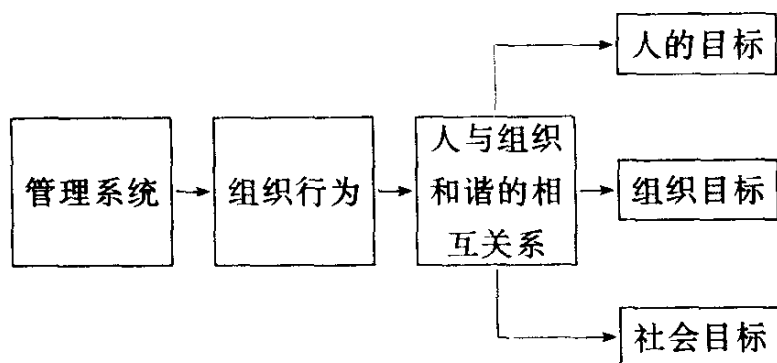 人的目标
管理系统
组织行为
人与组织
和谐的相
互关系
组织目标
社会目标